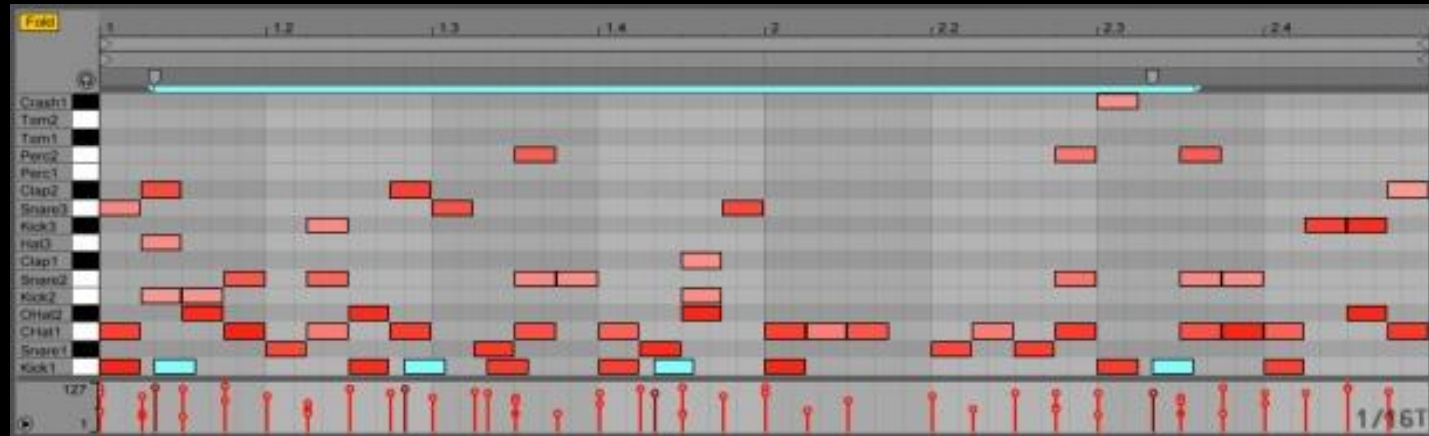 Fold
1 1.2 1.3 1.4 2 2.2 2.3 2.4
Crash1
Tom2
Tom1
Perc2
Perc1
Clap2
Snare3
Kick3
Hat3
Clap1
Snare2
Kick2
OHat2
CHat1
Snare1
Kick1
127
1
1/16T